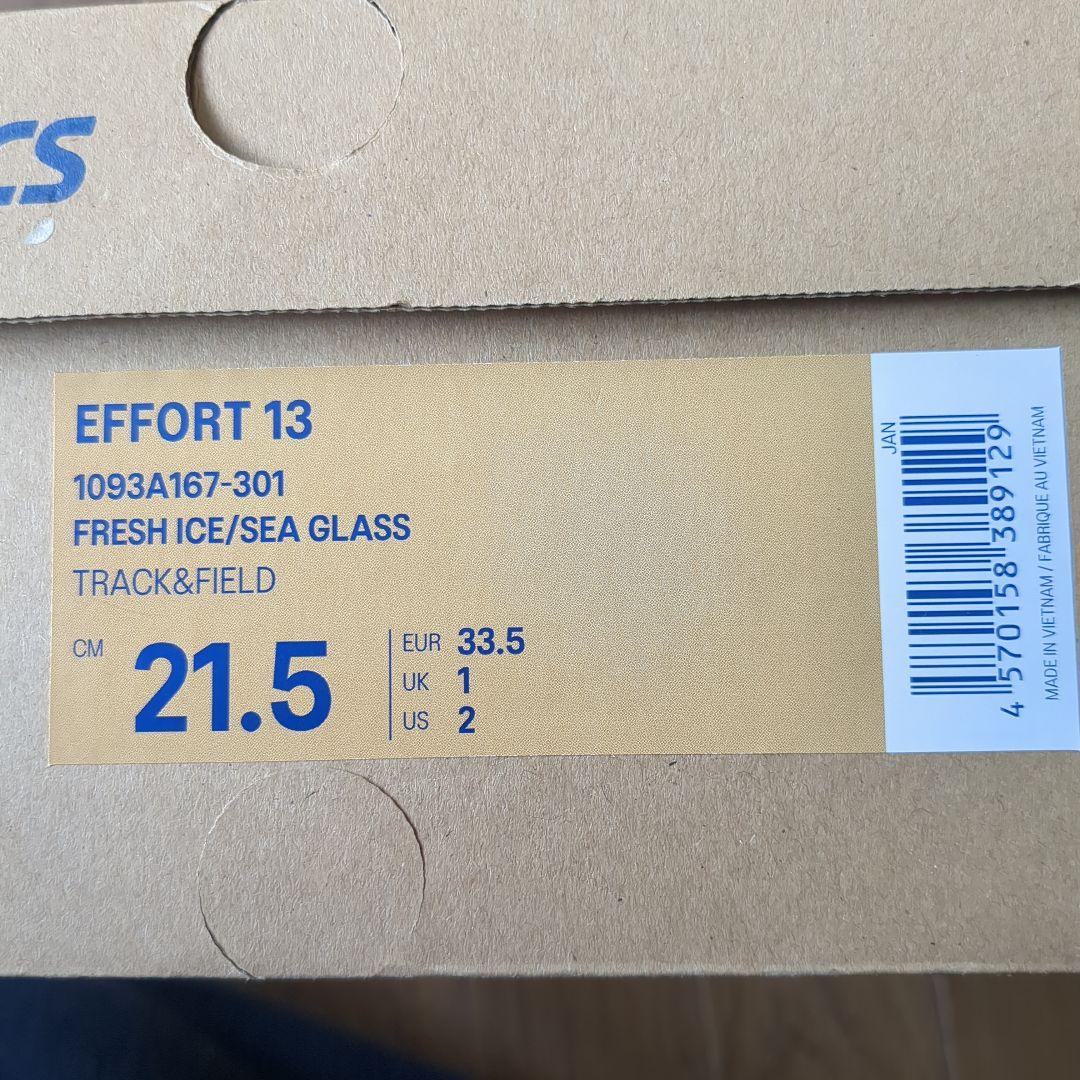 CS
EFFORT 13
1093A167-301
FRESH ICE/SEA GLASS
TRACK&FIELD
CM 21.5
EUR 33.5
UK 1
US 2
JAN
4 570158 389129
MADE IN VIETNAM / FABRIQUE AU VIETNAM